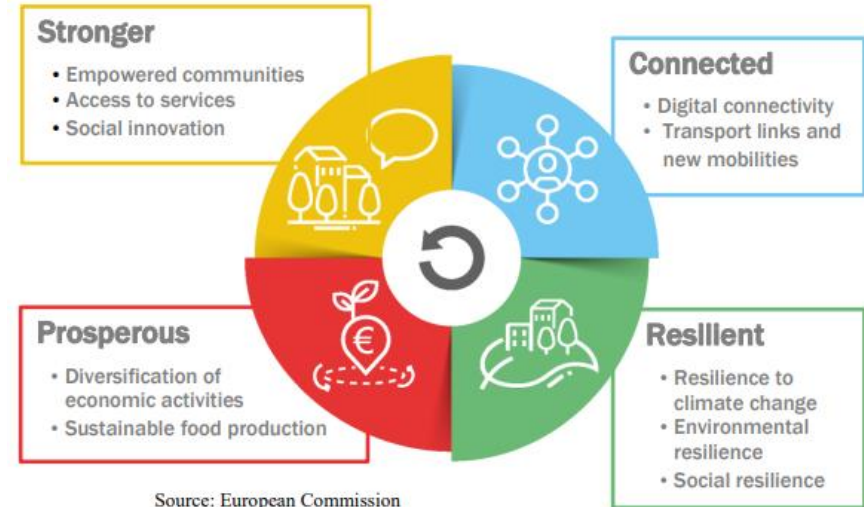 Stronger
• Empowered communities
• Access to services
• Social innovation
Connected
• Digital connectivity
• Transport links and
new mobilities
Prosperous
• Diversification of
economic activities
• Sustainable food production
€
Resilient
• Resilience to
climate change
• Environmental
resilience
• Social resilience
Source: European Commission